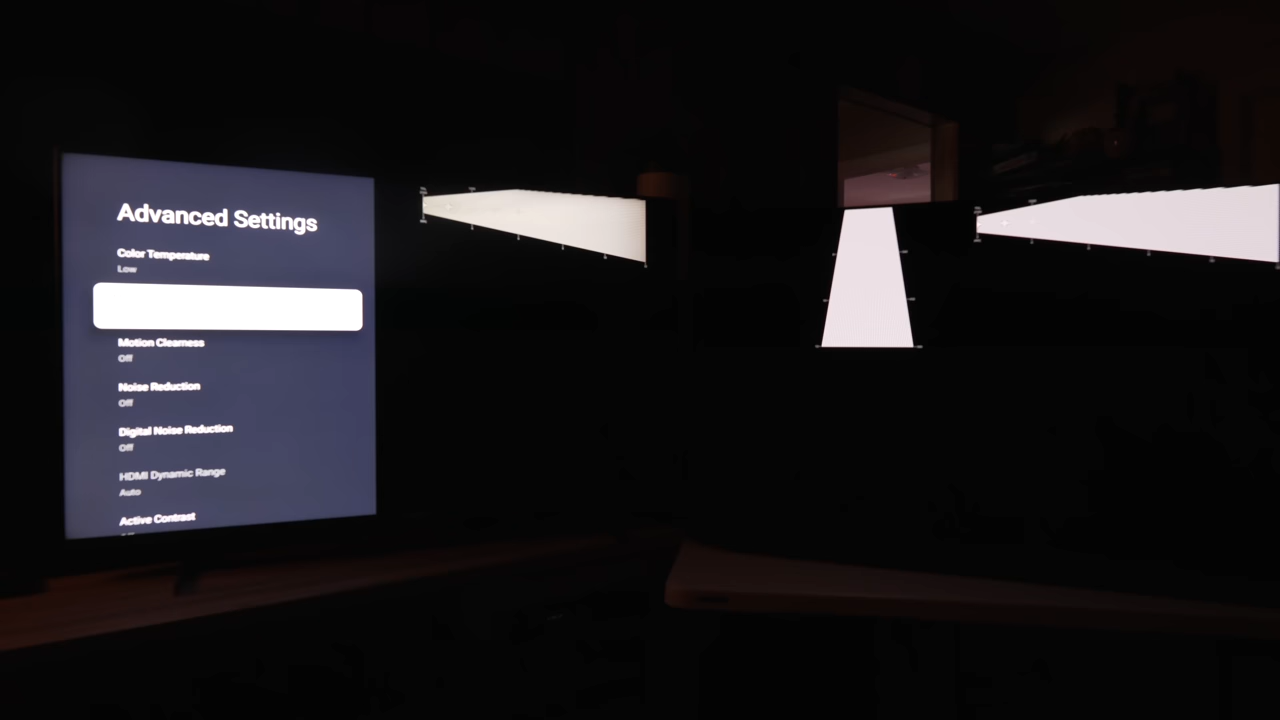 Advanced Settings
Color Temperature
Low
Motion Clearness
Off
Noise Reduction
Off
Digital Noise Reduction
Off
HDMI Dynamic Range
Auto
Active Contrast